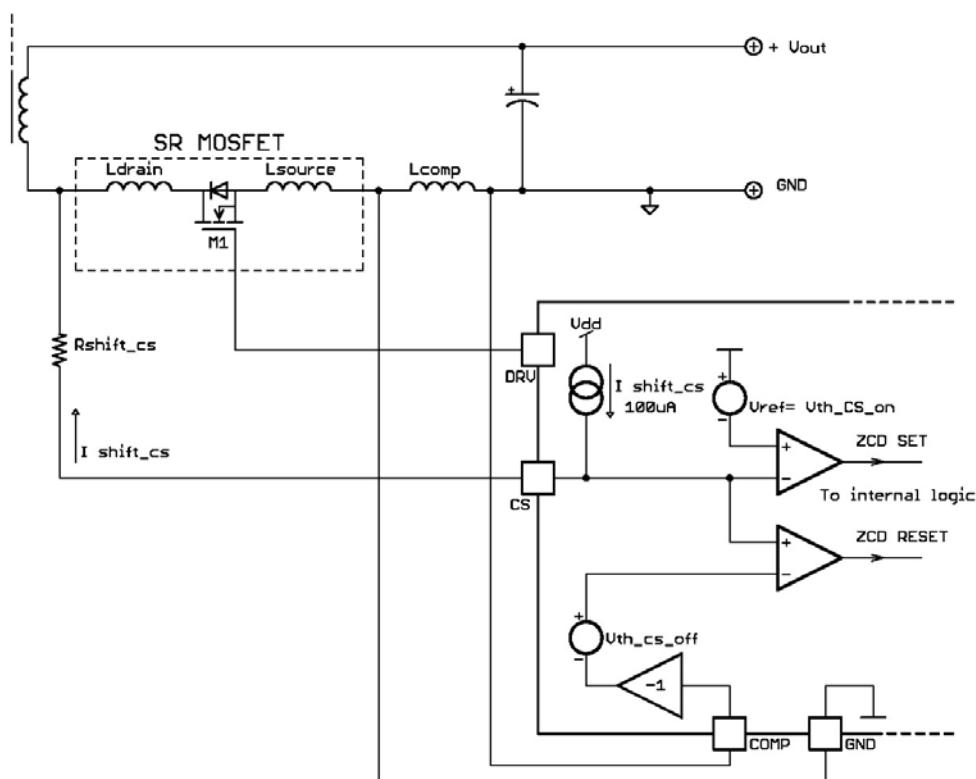 + Vout
SR MOSFET
Ldrain
Lsource
Lcomp
GND
M1
Rshift_cs
Vdd
DRV
I shift_cs
100uA
+
-
Vref= Vth_CS_on
+
-
ZCD SET
I shift_cs
CS
To internal logic
+
-
ZCD RESET
+
-
Vth_cs_off
-1
COMP
GND
+